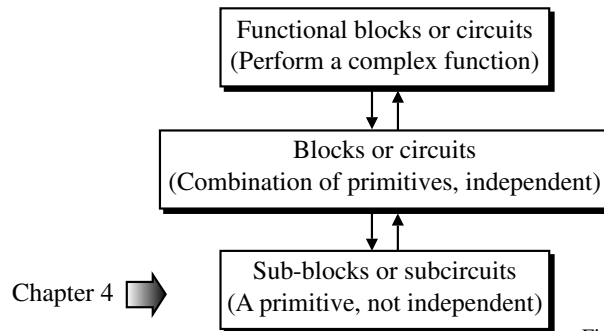 Functional blocks or circuits
(Perform a complex function)
Blocks or circuits
(Combination of primitives, independent)
Sub-blocks or subcircuits
Chapter 4
(A primitive, not independent)